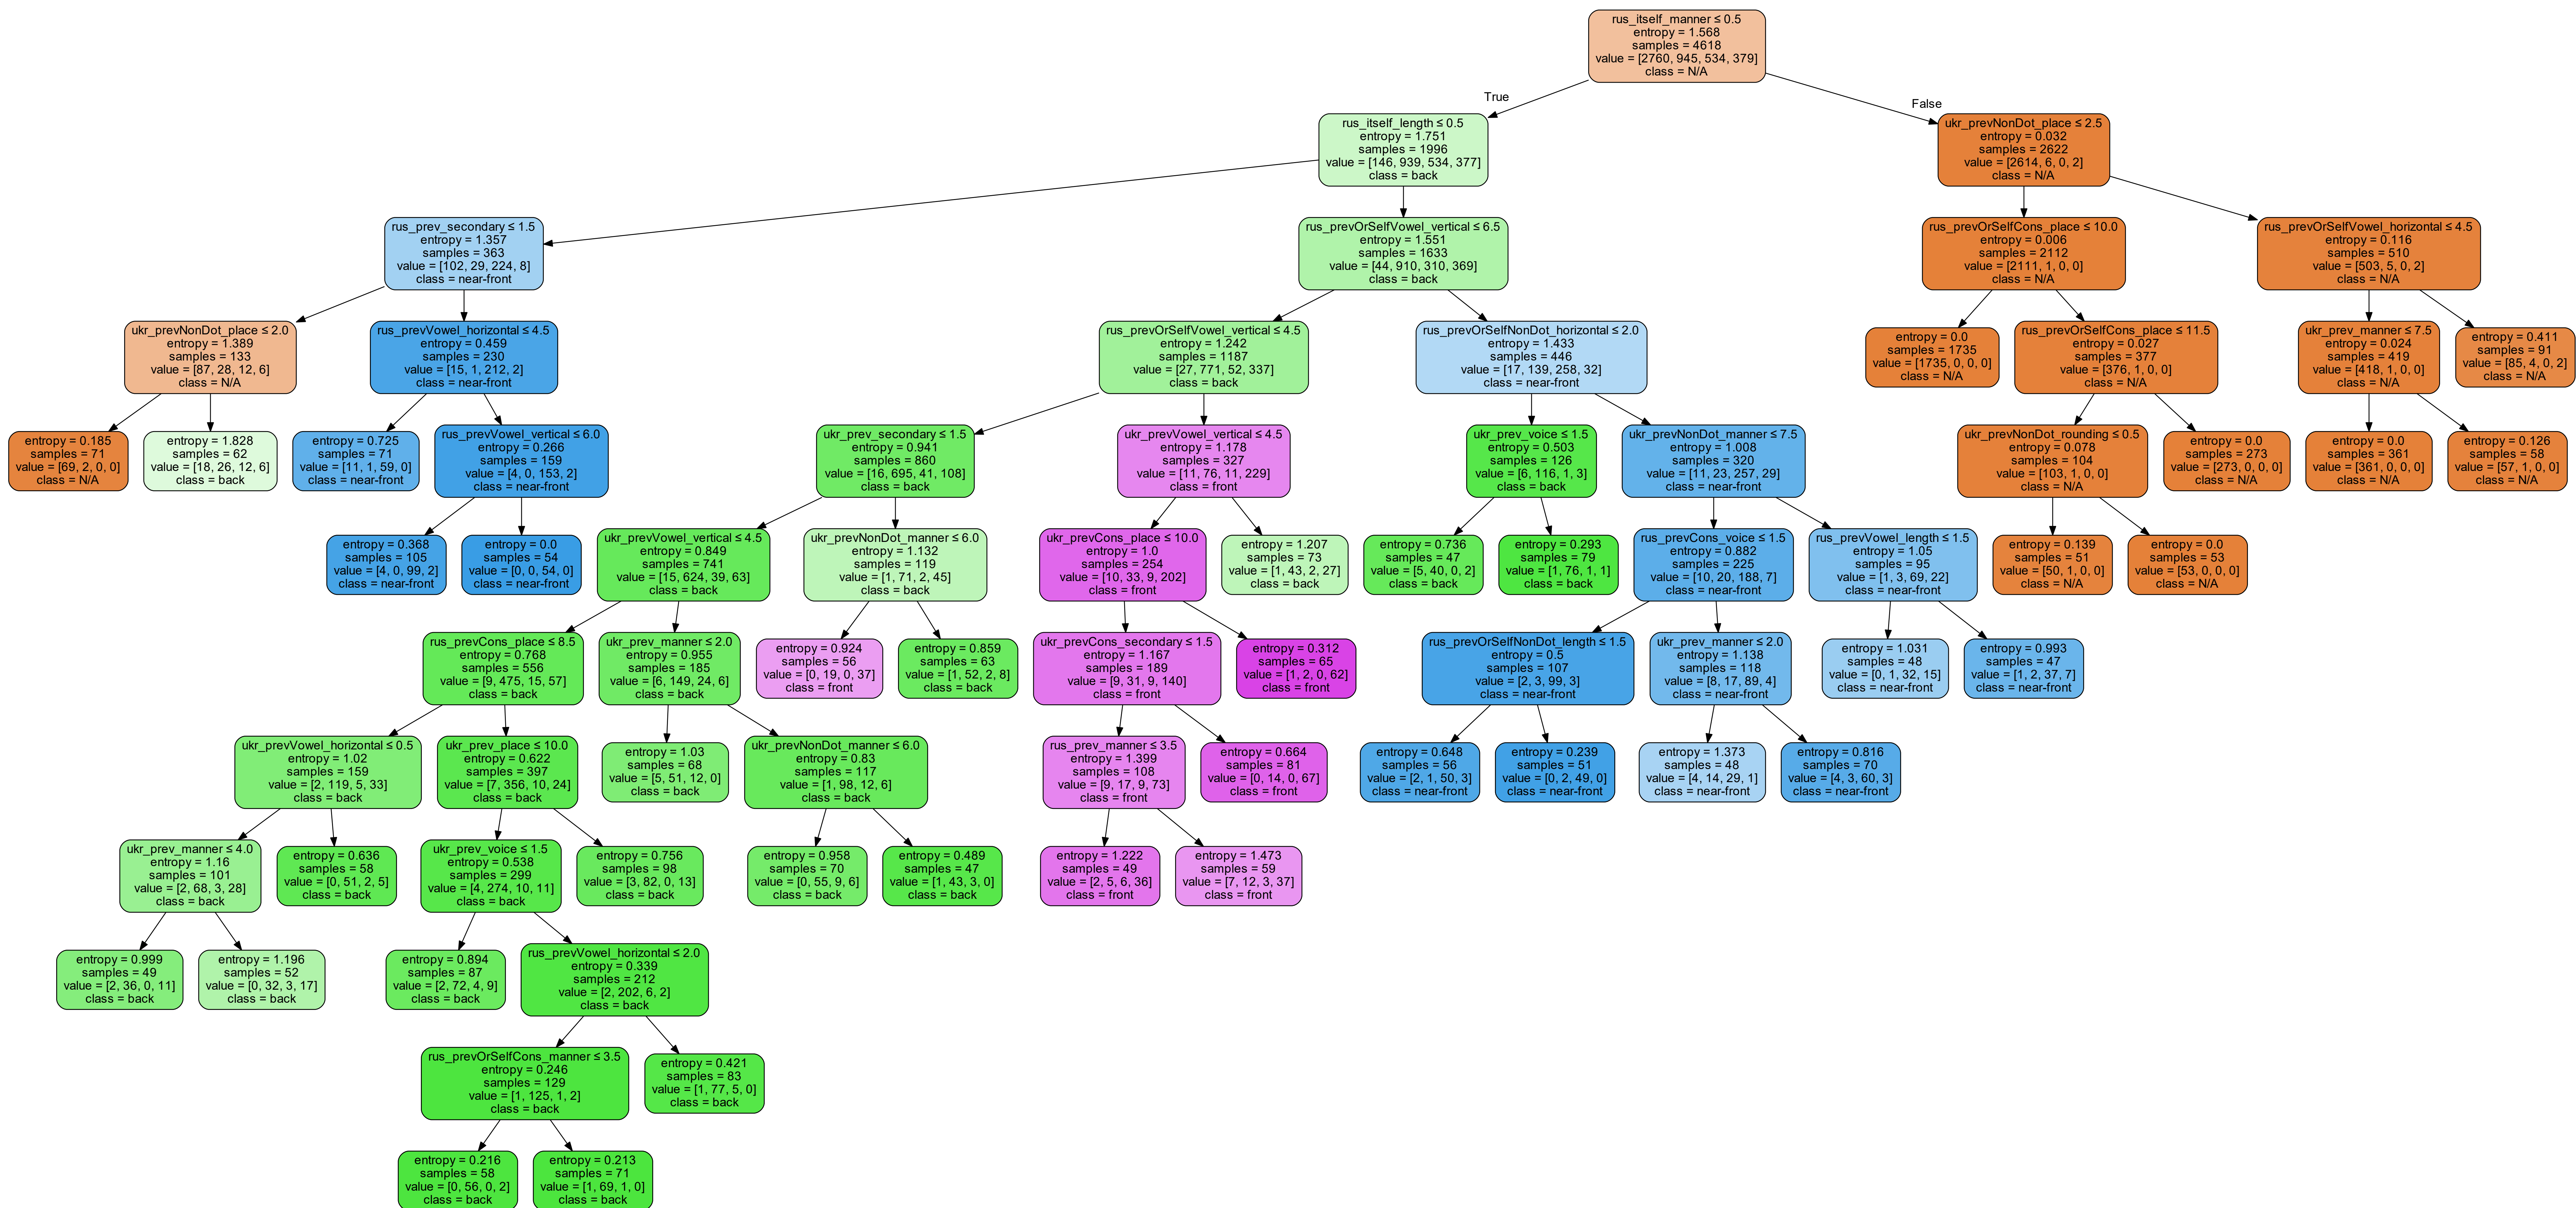 rus_itself_manner ≤ 0.5
entropy = 1.568
samples = 4618
value = [2760, 945, 534, 379]
class = N/A
True
False
rus_itself_length ≤ 0.5
entropy = 1.751
samples = 1996
value = [146, 939, 534, 377]
class = back
ukr_prevNonDot_place ≤ 2.5
entropy = 0.032
samples = 2622
value = [2614, 6, 0, 2]
class = N/A
rus_prev_secondary ≤ 1.5
entropy = 1.357
samples = 363
value = [102, 29, 224, 8]
class = near-front
rus_prevOrSelfVowel_vertical ≤ 6.5
entropy = 1.551
samples = 1633
value = [44, 910, 310, 369]
class = back
rus_prevOrSelfCons_place ≤ 10.0
entropy = 0.006
samples = 2112
value = [2111, 1, 0, 0]
class = N/A
rus_prevOrSelfVowel_horizontal ≤ 4.5
entropy = 0.116
samples = 510
value = [503, 5, 0, 2]
class = N/A
ukr_prevNonDot_place ≤ 2.0
entropy = 1.389
samples = 133
value = [87, 28, 12, 6]
class = N/A
rus_prevVowel_horizontal ≤ 4.5
entropy = 0.459
samples = 230
value = [15, 1, 212, 2]
class = near-front
rus_prevOrSelfVowel_vertical ≤ 4.5
entropy = 1.242
samples = 1187
value = [27, 771, 52, 337]
class = back
rus_prevOrSelfNonDot_horizontal ≤ 2.0
entropy = 1.433
samples = 446
value = [17, 139, 258, 32]
class = near-front
entropy = 0.0
samples = 1735
value = [1735, 0, 0, 0]
class = N/A
rus_prevOrSelfCons_place ≤ 11.5
entropy = 0.027
samples = 377
value = [376, 1, 0, 0]
class = N/A
ukr_prev_manner ≤ 7.5
entropy = 0.024
samples = 419
value = [418, 1, 0, 0]
class = N/A
entropy = 0.411
samples = 91
value = [85, 4, 0, 2]
class = N/A
entropy = 0.185
samples = 71
value = [69, 2, 0, 0]
class = N/A
entropy = 1.828
samples = 62
value = [18, 26, 12, 6]
class = back
entropy = 0.725
samples = 71
value = [11, 1, 59, 0]
class = near-front
rus_prevVowel_vertical ≤ 6.0
entropy = 0.266
samples = 159
value = [4, 0, 153, 2]
class = near-front
ukr_prev_secondary ≤ 1.5
entropy = 0.941
samples = 860
value = [16, 695, 41, 108]
class = back
ukr_prevVowel_vertical ≤ 4.5
entropy = 1.178
samples = 327
value = [11, 76, 11, 229]
class = front
ukr_prev_voice ≤ 1.5
entropy = 0.503
samples = 126
value = [6, 116, 1, 3]
class = back
ukr_prevNonDot_manner ≤ 7.5
entropy = 1.008
samples = 320
value = [11, 23, 257, 29]
class = near-front
ukr_prevNonDot_rounding ≤ 0.5
entropy = 0.078
samples = 104
value = [103, 1, 0, 0]
class = N/A
entropy = 0.0
samples = 273
value = [273, 0, 0, 0]
class = N/A
entropy = 0.0
samples = 361
value = [361, 0, 0, 0]
class = N/A
entropy = 0.126
samples = 58
value = [57, 1, 0, 0]
class = N/A
entropy = 0.368
samples = 105
value = [4, 0, 99, 2]
class = near-front
entropy = 0.0
samples = 54
value = [0, 0, 54, 0]
class = near-front
ukr_prevVowel_vertical ≤ 4.5
entropy = 0.849
samples = 741
value = [15, 624, 39, 63]
class = back
ukr_prevNonDot_manner ≤ 6.0
entropy = 1.132
samples = 119
value = [1, 71, 2, 45]
class = back
ukr_prevCons_place ≤ 10.0
entropy = 1.0
samples = 254
value = [10, 33, 9, 202]
class = front
entropy = 1.207
samples = 73
value = [1, 43, 2, 27]
class = back
entropy = 0.736
samples = 47
value = [5, 40, 0, 2]
class = back
entropy = 0.293
samples = 79
value = [1, 76, 1, 1]
class = back
rus_prevCons_voice ≤ 1.5
entropy = 0.882
samples = 225
value = [10, 20, 188, 7]
class = near-front
rus_prevVowel_length ≤ 1.5
entropy = 1.05
samples = 95
value = [1, 3, 69, 22]
class = near-front
entropy = 0.139
samples = 51
value = [50, 1, 0, 0]
class = N/A
entropy = 0.0
samples = 53
value = [53, 0, 0, 0]
class = N/A
rus_prevCons_place ≤ 8.5
entropy = 0.768
samples = 556
value = [9, 475, 15, 57]
class = back
ukr_prev_manner ≤ 2.0
entropy = 0.955
samples = 185
value = [6, 149, 24, 6]
class = back
entropy = 0.924
samples = 56
value = [0, 19, 0, 37]
class = front
entropy = 0.859
samples = 63
value = [1, 52, 2, 8]
class = back
ukr_prevCons_secondary ≤ 1.5
entropy = 1.167
samples = 189
value = [9, 31, 9, 140]
class = front
entropy = 0.312
samples = 65
value = [1, 2, 0, 62]
class = front
rus_prevOrSelfNonDot_length ≤ 1.5
entropy = 0.5
samples = 107
value = [2, 3, 99, 3]
class = near-front
ukr_prev_manner ≤ 2.0
entropy = 1.138
samples = 118
value = [8, 17, 89, 4]
class = near-front
entropy = 1.031
samples = 48
value = [0, 1, 32, 15]
class = near-front
entropy = 0.993
samples = 47
value = [1, 2, 37, 7]
class = near-front
ukr_prevVowel_horizontal ≤ 0.5
entropy = 1.02
samples = 159
value = [2, 119, 5, 33]
class = back
ukr_prev_place ≤ 10.0
entropy = 0.622
samples = 397
value = [7, 356, 10, 24]
class = back
entropy = 1.03
samples = 68
value = [5, 51, 12, 0]
class = back
ukr_prevNonDot_manner ≤ 6.0
entropy = 0.83
samples = 117
value = [1, 98, 12, 6]
class = back
rus_prev_manner ≤ 3.5
entropy = 1.399
samples = 108
value = [9, 17, 9, 73]
class = front
entropy = 0.664
samples = 81
value = [0, 14, 0, 67]
class = front
entropy = 0.648
samples = 56
value = [2, 1, 50, 3]
class = near-front
entropy = 0.239
samples = 51
value = [0, 2, 49, 0]
class = near-front
entropy = 1.373
samples = 48
value = [4, 14, 29, 1]
class = near-front
entropy = 0.816
samples = 70
value = [4, 3, 60, 3]
class = near-front
ukr_prev_manner ≤ 4.0
entropy = 1.16
samples = 101
value = [2, 68, 3, 28]
class = back
entropy = 0.636
samples = 58
value = [0, 51, 2, 5]
class = back
ukr_prev_voice ≤ 1.5
entropy = 0.538
samples = 299
value = [4, 274, 10, 11]
class = back
entropy = 0.756
samples = 98
value = [3, 82, 0, 13]
class = back
entropy = 0.958
samples = 70
value = [0, 55, 9, 6]
class = back
entropy = 0.489
samples = 47
value = [1, 43, 3, 0]
class = back
entropy = 1.222
samples = 49
value = [2, 5, 6, 36]
class = front
entropy = 1.473
samples = 59
value = [7, 12, 3, 37]
class = front
entropy = 0.999
samples = 49
value = [2, 36, 0, 11]
class = back
entropy = 1.196
samples = 52
value = [0, 32, 3, 17]
class = back
entropy = 0.894
samples = 87
value = [2, 72, 4, 9]
class = back
rus_prevVowel_horizontal ≤ 2.0
entropy = 0.339
samples = 212
value = [2, 202, 6, 2]
class = back
rus_prevOrSelfCons_manner ≤ 3.5
entropy = 0.246
samples = 129
value = [1, 125, 1, 2]
class = back
entropy = 0.421
samples = 83
value = [1, 77, 5, 0]
class = back
entropy = 0.216
samples = 58
value = [0, 56, 0, 2]
class = back
entropy = 0.213
samples = 71
value = [1, 69, 1, 0]
class = back